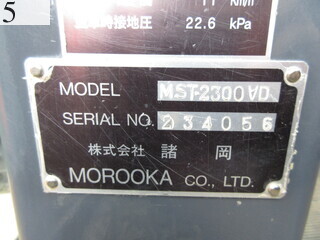 5
22.6 kPa
MODEL MST-2300VD
SERIAL NO. 234056
株式会社 諸岡
MOROOKA CO., LTD.